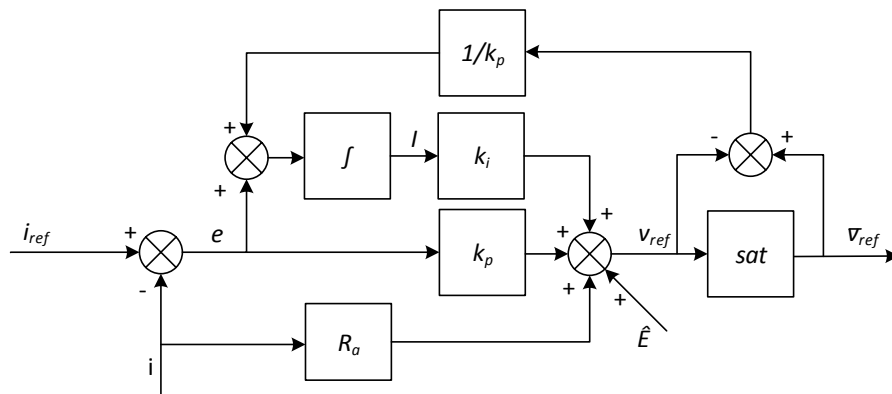 1/kp
+
+
∫
I
ki
-
+
+
iref
+
e
kp
+
+
vref
sat
v̅ref
-
+
+
Ra
Ê
i